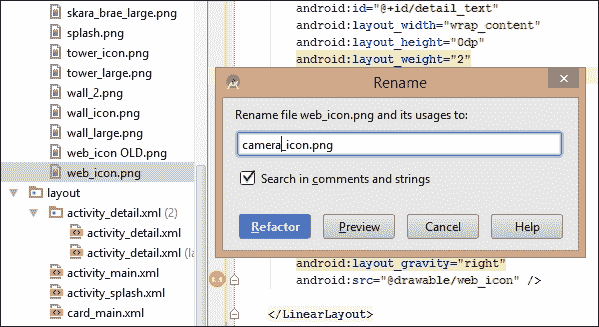 skara_brae_large.png
splash.png
tower_icon.png
tower_large.png
wall_2.png
wall_icon.png
wall_large.png
web_icon OLD.png
web_icon.png
layout
activity_detail.xml (2)
activity_detail.xml
activity_detail.xml (la
activity_main.xml
activity_splash.xml
card_main.xml
android:id="@+id/detail_text"
android:layout_width="wrap_content"
android:layout_height="0dp"
android:layout_weight="2"
Rename
Rename file web_icon.png and its usages to:
camera_icon.png
Search in comments and strings
Refactor
Preview
Cancel
Help
android:layout_gravity="right"
android:src="@drawable/web_icon" />
</LinearLayout>